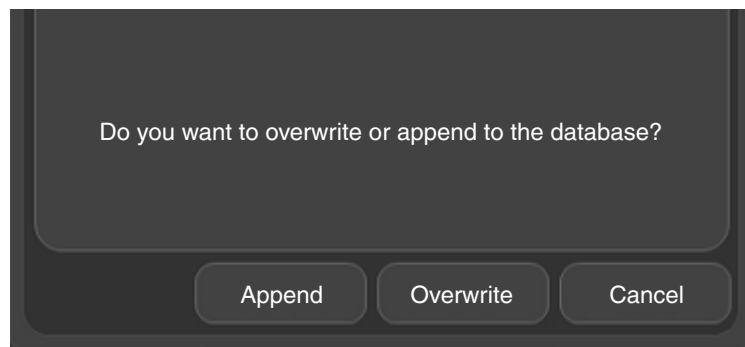 Do you want to overwrite or append to the database?
Append Overwrite Cancel